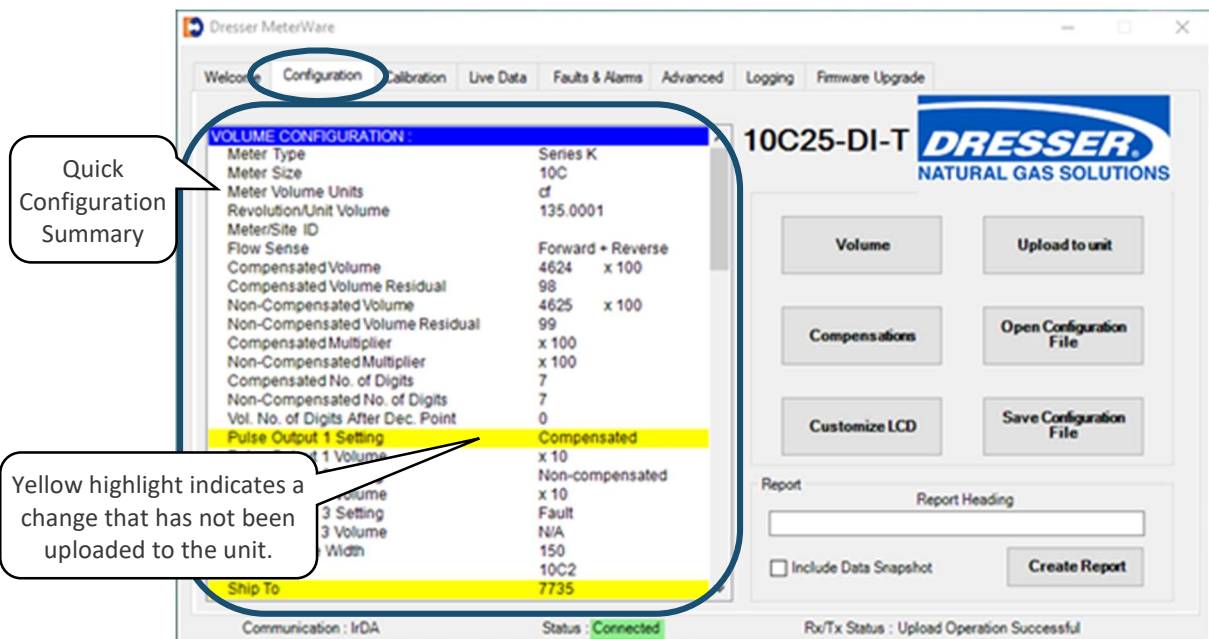 Dresser MeterWare
Welcome Configuration Calibration Live Data Faults & Alarms Advanced Logging Firmware Upgrade
Quick
Configuration
Summary
VOLUME CONFIGURATION :
Meter Type Series K
Meter Size 10C
Meter Volume Units cf
Revolution/Unit Volume 135.0001
Meter/Site ID
Flow Sense Forward + Reverse
Compensated Volume 4624 x 100
Compensated Volume Residual 98
Non-Compensated Volume 4625 x 100
Non-Compensated Volume Residual 99
Compensated Multiplier x 100
Non-Compensated Multiplier x 100
Compensated No. of Digits 7
Non-Compensated No. of Digits 7
Vol. No. of Digits After Dec. Point 0
Pulse Output 1 Setting Compensated
1 Volume x 10
Non-compensated
Volume x 10
3 Setting Fault
3 Volume N/A
Width 150
10C2
Ship To 7735
Yellow highlight indicates a
change that has not been
uploaded to the unit.
10C25-DI-T
DRESSER
NATURAL GAS SOLUTIONS
Volume Upload to unit
Compensations Open Configuration
File
Customize LCD Save Configuration
File
Report
Report Heading
Include Data Snapshot Create Report
Communication : IrDA Status : Connected Rx/Tx Status : Upload Operation Successful